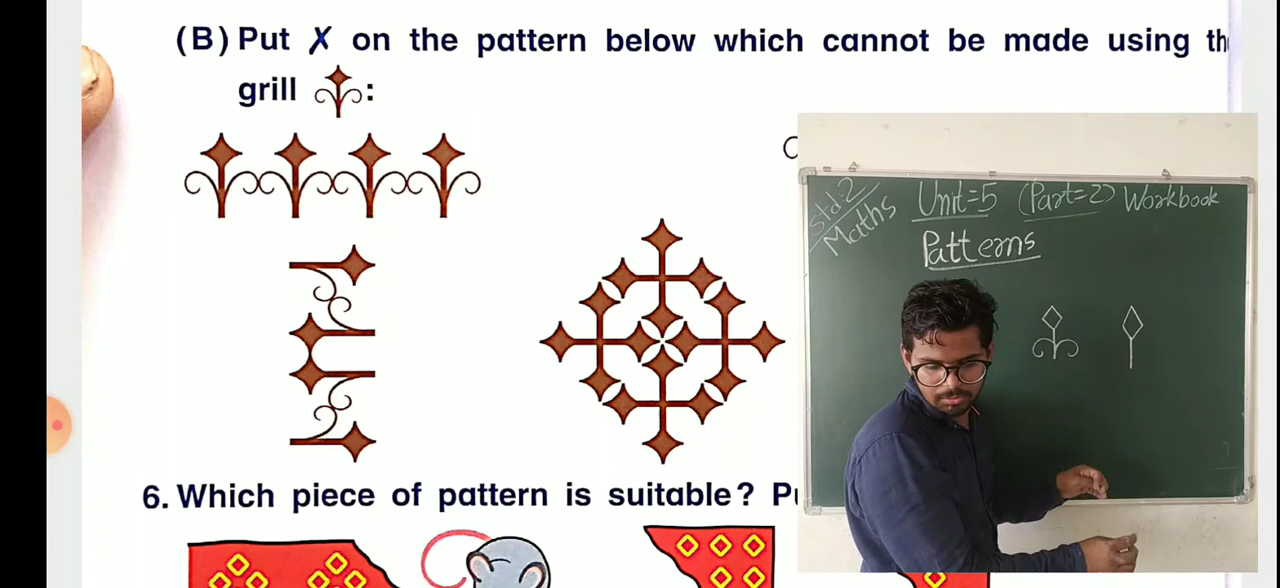 (B) Put ✗ on the pattern below which cannot be made using th
grill :
6. Which piece of pattern is suitable? Pu
Std=2
Maths
Unit=5 (Part=2) Workbook
Patterns